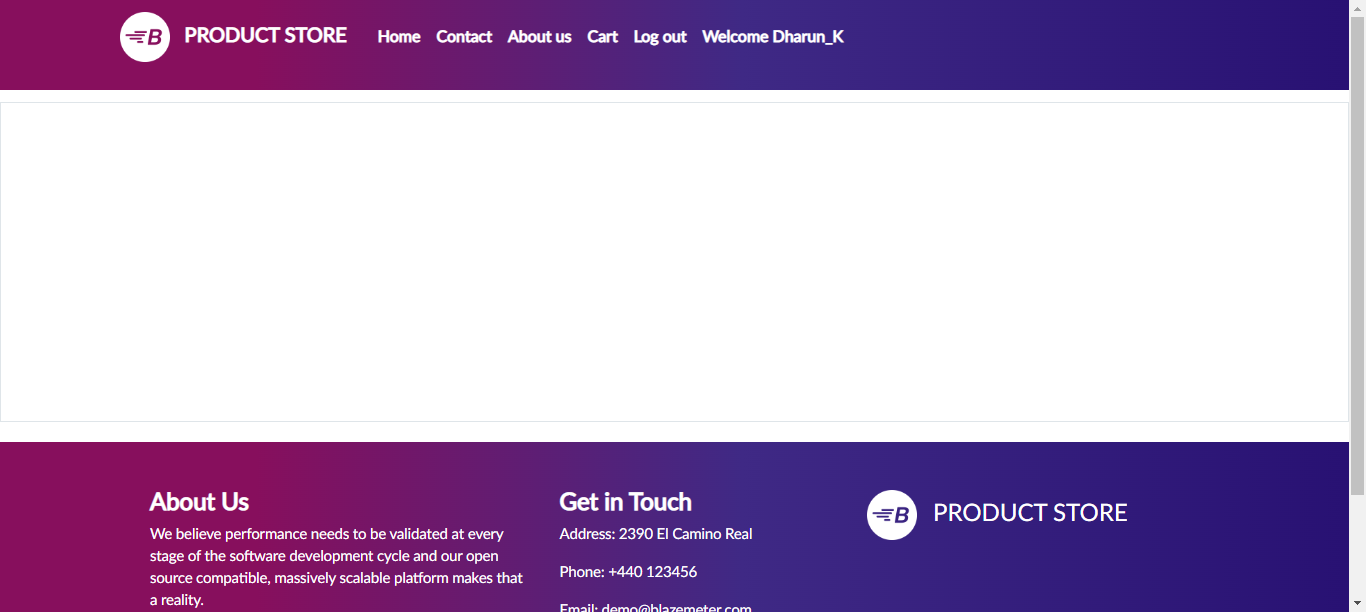 B PRODUCT STORE Home Contact About us Cart Log out Welcome Dharun_K
About Us
We believe performance needs to be validated at every
stage of the software development cycle and our open
source compatible, massively scalable platform makes that
a reality.
Get in Touch
Address: 2390 El Camino Real
Phone: +440 123456
Email: demo@blazemeter.com
B PRODUCT STORE